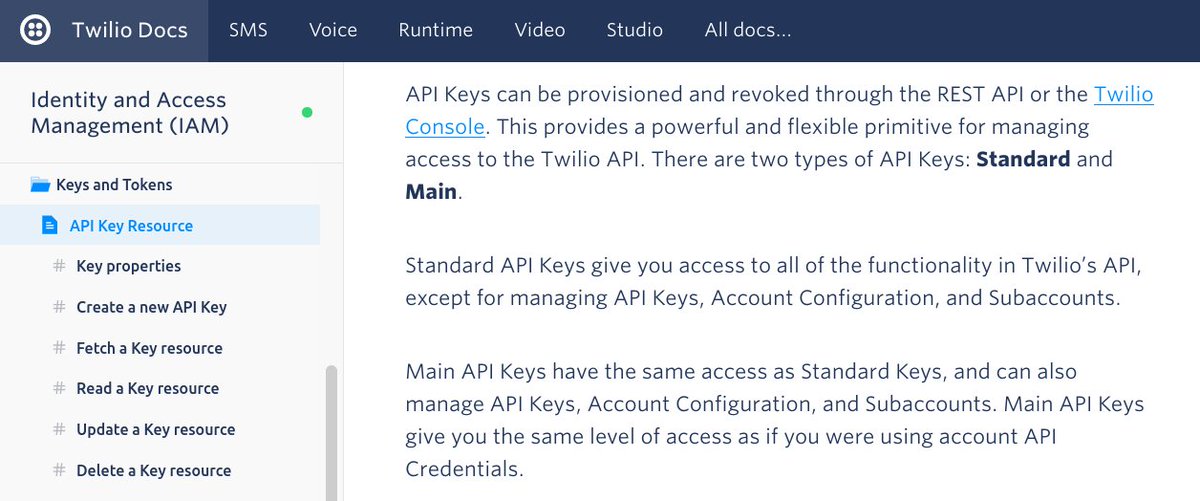 Twilio Docs SMS Voice Runtime Video Studio All docs...
Identity and Access
Management (IAM)
Keys and Tokens
API Key Resource
# Key properties
# Create a new API Key
# Fetch a Key resource
# Read a Key resource
# Update a Key resource
# Delete a Key resource
API Keys can be provisioned and revoked through the REST API or the Twilio
Console. This provides a powerful and flexible primitive for managing
access to the Twilio API. There are two types of API Keys: Standard and
Main.
Standard API Keys give you access to all of the functionality in Twilio’s API,
except for managing API Keys, Account Configuration, and Subaccounts.
Main API Keys have the same access as Standard Keys, and can also
manage API Keys, Account Configuration, and Subaccounts. Main API Keys
give you the same level of access as if you were using account API
Credentials.